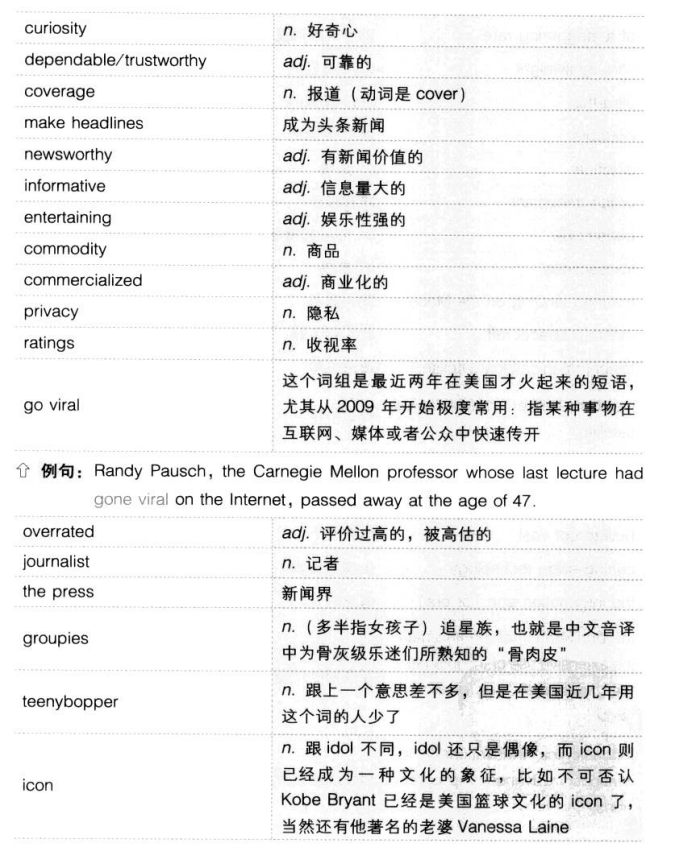 curiosity n. 好奇心
dependable/trustworthy adj. 可靠的
coverage n. 报道（动词是 cover）
make headlines 成为头条新闻
newsworthy adj. 有新闻价值的
informative adj. 信息量大的
entertaining adj. 娱乐性强的
commodity n. 商品
commercialized adj. 商业化的
privacy n. 隐私
ratings n. 收视率
go viral 这个词组是最近两年在美国才火起来的短语，
尤其从 2009 年开始极度常用：指某种事物在
互联网、媒体或者公众中快速传开
⇧ 例句：Randy Pausch, the Carnegie Mellon professor whose last lecture had
gone viral on the Internet, passed away at the age of 47.
overrated adj. 评价过高的，被高估的
journalist n. 记者
the press 新闻界
groupies n.（多半指女孩子）追星族，也就是中文音译
中为骨灰级乐迷们所熟知的“骨肉皮”
teenybopper n. 跟上一个意思差不多，但是在美国近几年用
这个词的人少了
icon n. 跟 idol 不同，idol 还只是偶像，而 icon 则
已经成为一种文化的象征，比如不可否认
Kobe Bryant 已经是美国篮球文化的 icon 了，
当然还有他著名的老婆 Vanessa Laine